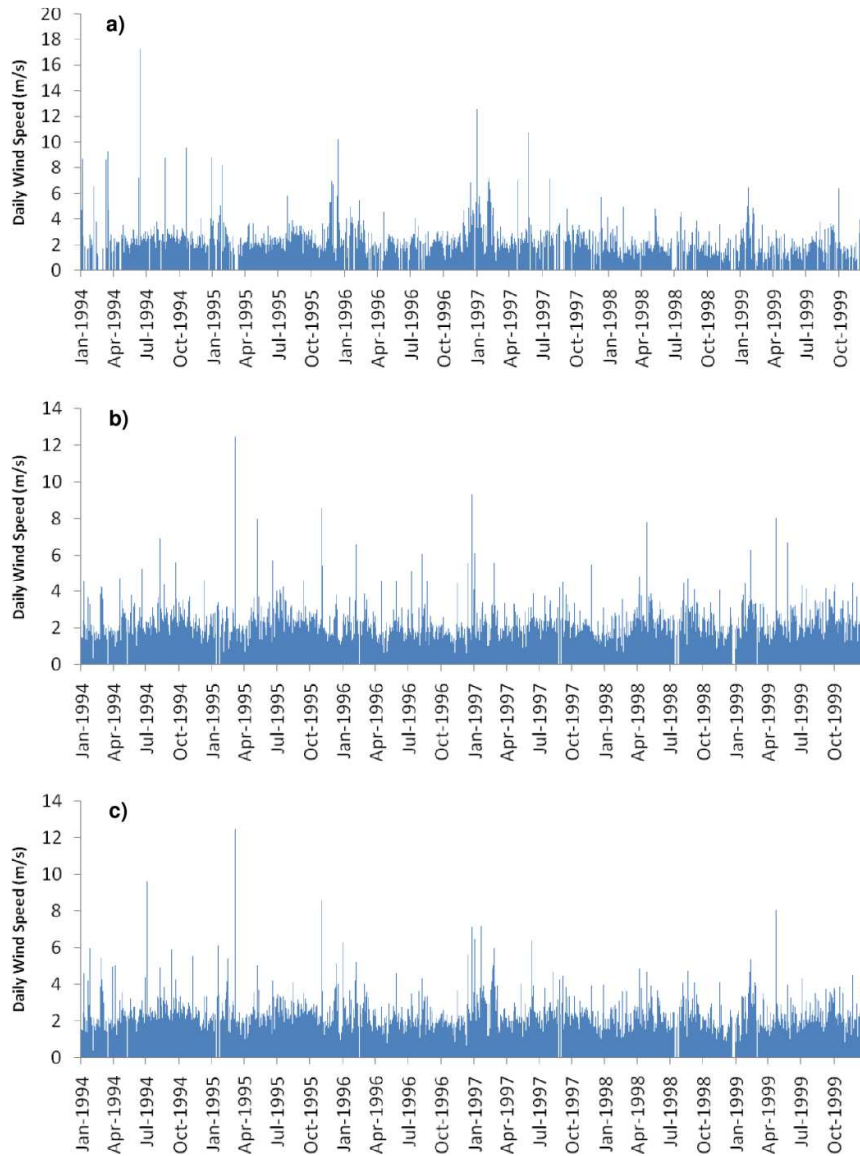 a)
Daily Wind Speed (m/s)
20
18
16
14
12
10
8
6
4
2
0
Jan-1994
Apr-1994
Jul-1994
Oct-1994
Jan-1995
Apr-1995
Jul-1995
Oct-1995
Jan-1996
Apr-1996
Jul-1996
Oct-1996
Jan-1997
Apr-1997
Jul-1997
Oct-1997
Jan-1998
Apr-1998
Jul-1998
Oct-1998
Jan-1999
Apr-1999
Jul-1999
Oct-1999
b)
Daily Wind Speed (m/s)
14
12
10
8
6
4
2
0
Jan-1994
Apr-1994
Jul-1994
Oct-1994
Jan-1995
Apr-1995
Jul-1995
Oct-1995
Jan-1996
Apr-1996
Jul-1996
Oct-1996
Jan-1997
Apr-1997
Jul-1997
Oct-1997
Jan-1998
Apr-1998
Jul-1998
Oct-1998
Jan-1999
Apr-1999
Jul-1999
Oct-1999
c)
Daily Wind Speed (m/s)
14
12
10
8
6
4
2
0
Jan-1994
Apr-1994
Jul-1994
Oct-1994
Jan-1995
Apr-1995
Jul-1995
Oct-1995
Jan-1996
Apr-1996
Jul-1996
Oct-1996
Jan-1997
Apr-1997
Jul-1997
Oct-1997
Jan-1998
Apr-1998
Jul-1998
Oct-1998
Jan-1999
Apr-1999
Jul-1999
Oct-1999